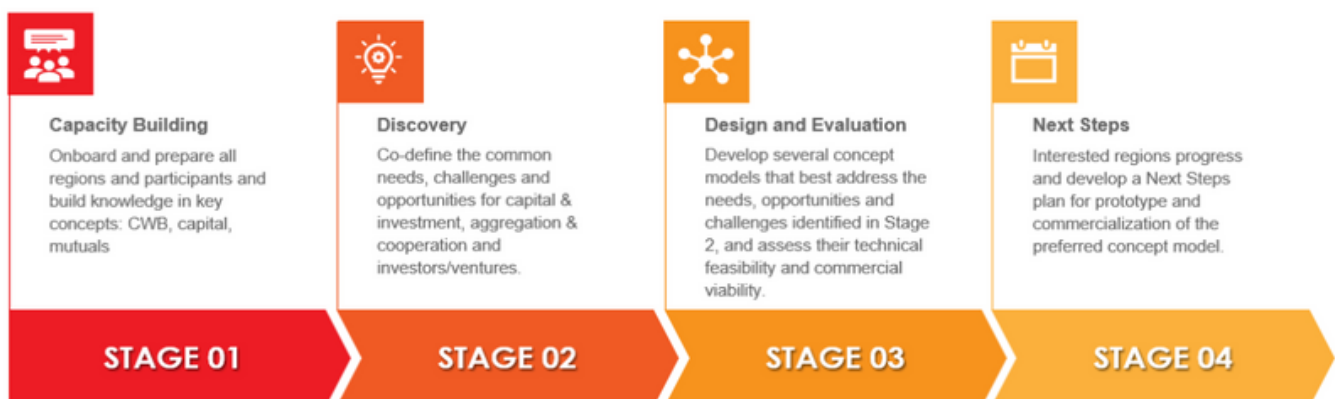 Capacity Building
Onboard and prepare all
regions and participants and
build knowledge in key
concepts: CWB, capital,
mutuals
STAGE 01
Discovery
Co-define the common
needs, challenges and
opportunities for capital &
investment, aggregation &
cooperation and
investors/ventures.
STAGE 02
Design and Evaluation
Develop several concept
models that best address the
needs, opportunities and
challenges identified in Stage
2, and assess their technical
feasibility and commercial
viability.
STAGE 03
Next Steps
Interested regions progress
and develop a Next Steps
plan for prototype and
commercialization of the
preferred concept model.
STAGE 04